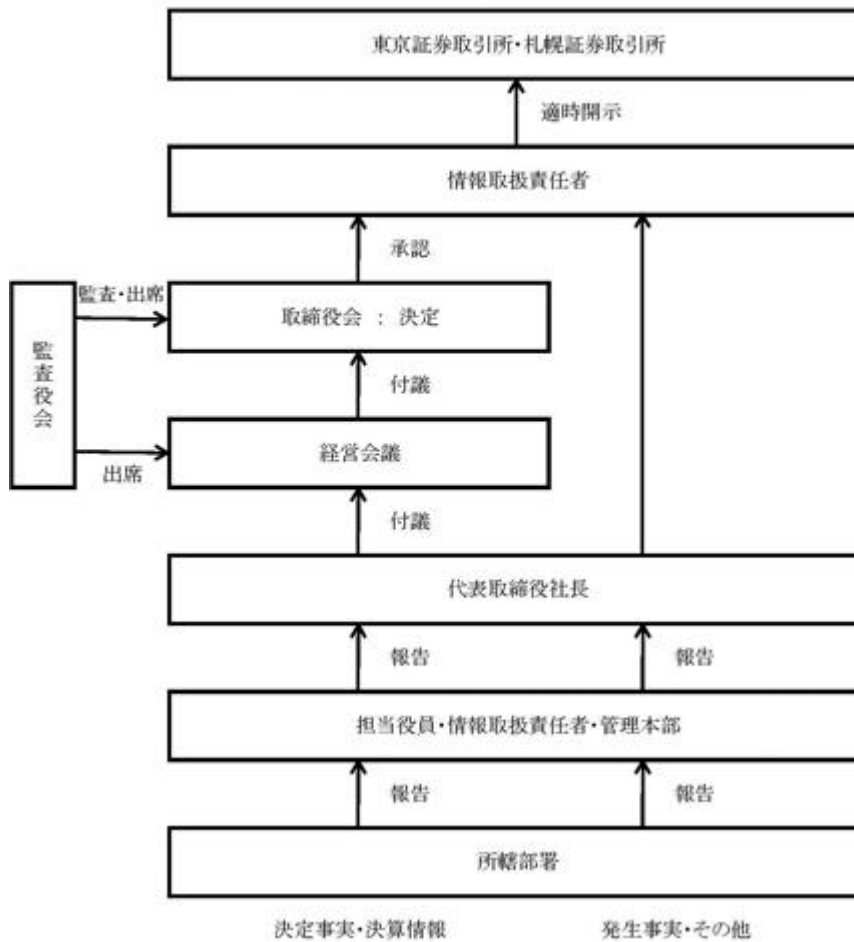 東京証券取引所・札幌証券取引所
適時開示
情報取扱責任者
承認
監査・出席
取締役会 : 決定
監査役会
付議
経営会議
出席
付議
代表取締役社長
報告 報告
担当役員・情報取扱責任者・管理本部
報告 報告
所轄部署
決定事実・決算情報 発生事実・その他